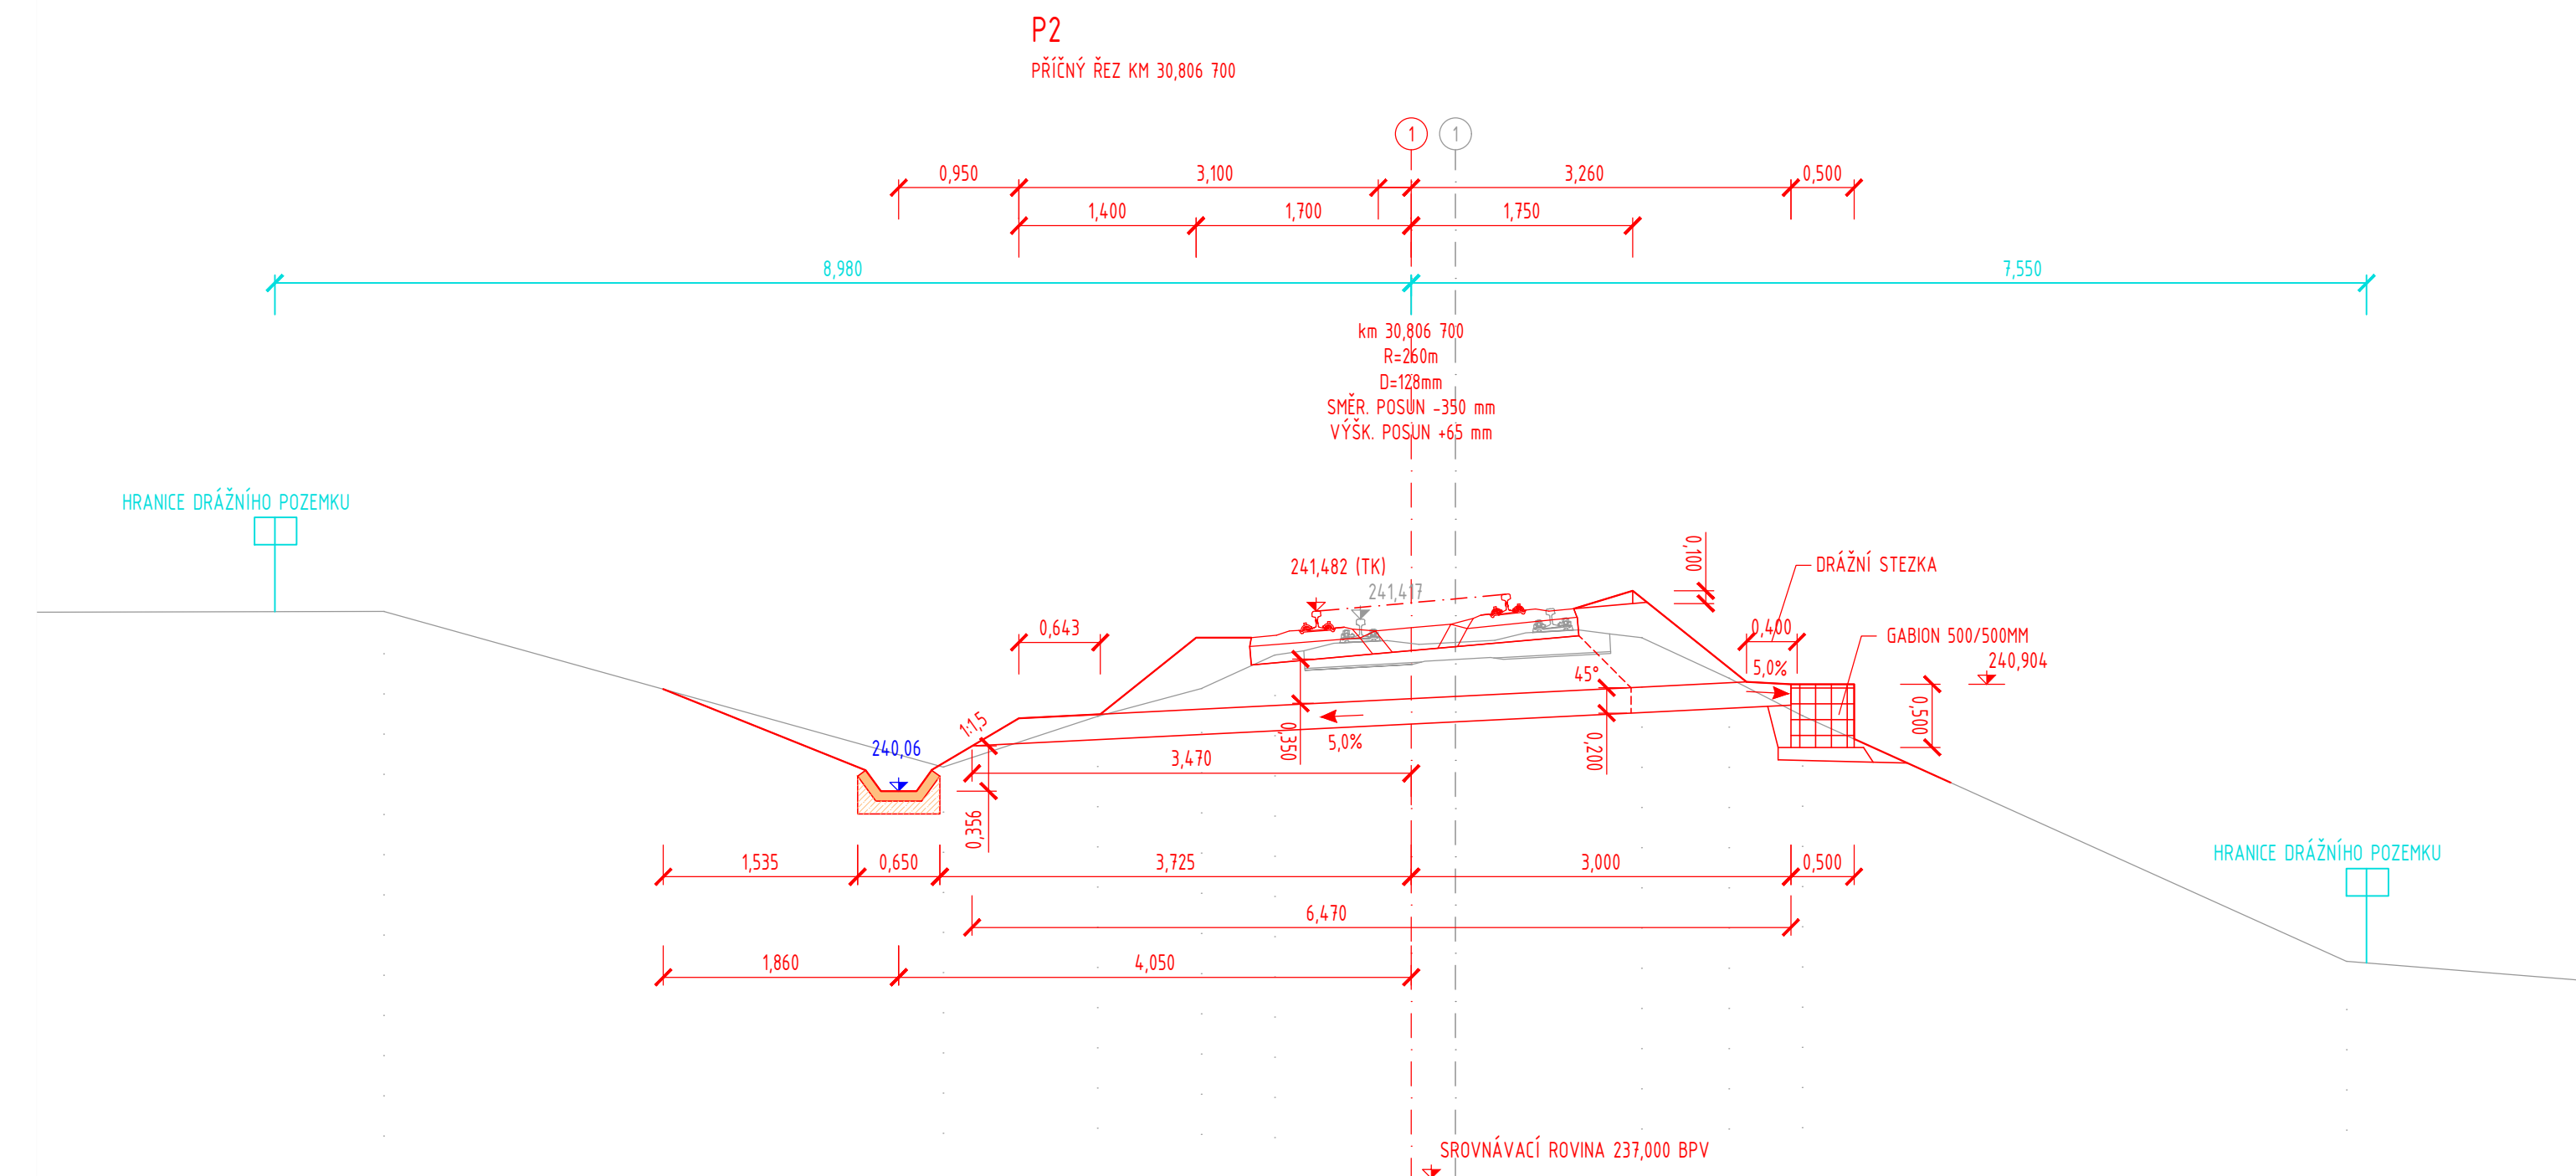 P2
PŘÍČNÝ ŘEZ KM 30,806 700
1
1
0,950
3,100
3,260
0,500
1,400
1,700
1,750
8,980
7,550
km 30,806 700
R=260m
D=128mm
SMĚR. POSUN -350 mm
VÝŠK. POSUN +65 mm
HRANICE DRÁŽNÍHO POZEMKU
241,482 (TK)
241,417
0,100
DRÁŽNÍ STEZKA
0,643
0,400
GABION 500/500MM
5,0%
240,904
45°
1:1,5
240,06
0,350
5,0%
0,200
0,500
3,470
0,356
1,535
0,650
3,725
3,000
0,500
HRANICE DRÁŽNÍHO POZEMKU
6,470
1,860
4,050
SROVNÁVACÍ ROVINA 237,000 BPV